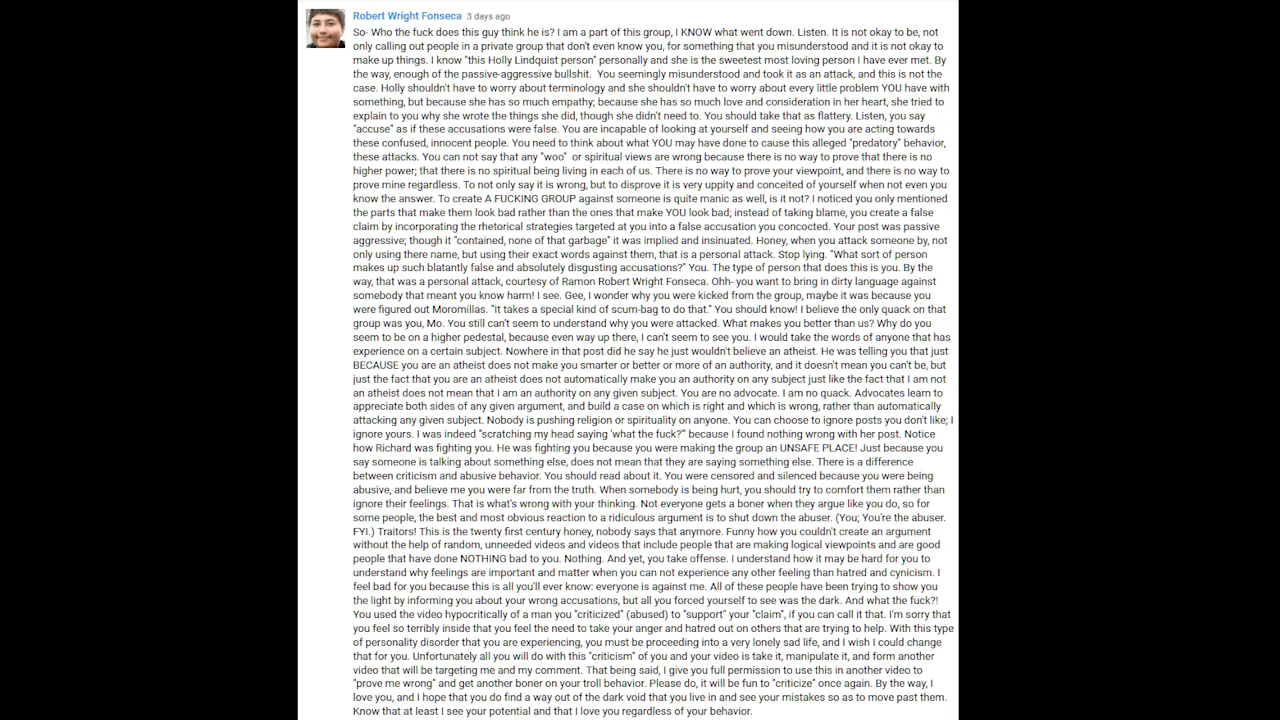 Robert Wright Fonseca 3 days ago
So- Who the fuck does this guy think he is? I am a part of this group, I KNOW what went down. Listen. It is not okay to be, not
only calling out people in a private group that don't even know you, for something that you misunderstood and it is not okay to
make up things. I know "this Holly Lindquist person" personally and she is the sweetest most loving person I have ever met. By
the way, enough of the passive-aggressive bullshit.  You seemingly misunderstood and took it as an attack, and this is not the
case. Holly shouldn't have to worry about terminology and she shouldn't have to worry about every little problem YOU have with
something, but because she has so much empathy; because she has so much love and consideration in her heart, she tried to
explain to you why she wrote the things she did, though she didn't need to. You should take that as flattery. Listen, you say
"accuse" as if these accusations were false. You are incapable of looking at yourself and seeing how you are acting towards
these confused, innocent people. You need to think about what YOU may have done to cause this alleged "predatory" behavior,
these attacks. You can not say that any "woo"  or spiritual views are wrong because there is no way to prove that there is no
higher power; that there is no spiritual being living in each of us. There is no way to prove your viewpoint, and there is no way to
prove mine regardless. To not only say it is wrong, but to disprove it is very uppity and conceited of yourself when not even you
know the answer. To create A FUCKING GROUP against someone is quite manic as well, is it not? I noticed you only mentioned
the parts that make them look bad rather than the ones that make YOU look bad; instead of taking blame, you create a false
claim by incorporating the rhetorical strategies targeted at you into a false accusation you concocted. Your post was passive
aggressive; though it "contained, none of that garbage" it was implied and insinuated. Honey, when you attack someone by, not
only using there name, but using their exact words against them, that is a personal attack. Stop lying. "What sort of person
makes up such blatantly false and absolutely disgusting accusations?" You. The type of person that does this is you. By the
way, that was a personal attack, courtesy of Ramon Robert Wright Fonseca. Ohh- you want to bring in dirty language against
somebody that meant you know harm! I see. Gee, I wonder why you were kicked from the group, maybe it was because you
were figured out Moromillas. "It takes a special kind of scum-bag to do that." You should know! I believe the only quack on that
group was you, Mo. You still can't seem to understand why you were attacked. What makes you better than us? Why do you
seem to be on a higher pedestal, because even way up there, I can't seem to see you. I would take the words of anyone that has
experience on a certain subject. Nowhere in that post did he say he just wouldn't believe an atheist. He was telling you that just
BECAUSE you are an atheist does not make you smarter or better or more of an authority, and it doesn't mean you can't be, but
just the fact that you are an atheist does not automatically make you an authority on any subject just like the fact that I am not
an atheist does not mean that I am an authority on any given subject. You are no advocate. I am no quack. Advocates learn to
appreciate both sides of any given argument, and build a case on which is right and which is wrong, rather than automatically
attacking any given subject. Nobody is pushing religion or spirituality on anyone. You can choose to ignore posts you don't like; I
ignore yours. I was indeed "scratching my head saying 'what the fuck?'" because I found nothing wrong with her post. Notice
how Richard was fighting you. He was fighting you because you were making the group an UNSAFE PLACE! Just because you
say someone is talking about something else, does not mean that they are saying something else. There is a difference
between criticism and abusive behavior. You should read about it. You were censored and silenced because you were being
abusive, and believe me you were far from the truth. When somebody is being hurt, you should try to comfort them rather than
ignore their feelings. That is what's wrong with your thinking. Not everyone gets a boner when they argue like you do, so for
some people, the best and most obvious reaction to a ridiculous argument is to shut down the abuser. (You; You're the abuser.
FYI.) Traitors! This is the twenty first century honey, nobody says that anymore. Funny how you couldn't create an argument
without the help of random, unneeded videos and videos that include people that are making logical viewpoints and are good
people that have done NOTHING bad to you. Nothing. And yet, you take offense. I understand how it may be hard for you to
understand why feelings are important and matter when you can not experience any other feeling than hatred and cynicism. I
feel bad for you because this is all you'll ever know: everyone is against me. All of these people have been trying to show you
the light by informing you about your wrong accusations, but all you forced yourself to see was the dark. And what the fuck?!
You used the video hypocritically of a man you "criticized" (abused) to "support" your "claim", if you can call it that. I'm sorry that
you feel so terribly inside that you feel the need to take your anger and hatred out on others that are trying to help. With this type
of personality disorder that you are experiencing, you must be proceeding into a very lonely sad life, and I wish I could change
that for you. Unfortunately all you will do with this "criticism" of you and your video is take it, manipulate it, and form another
video that will be targeting me and my comment. That being said, I give you full permission to use this in another video to
"prove me wrong" and get another boner on your troll behavior. Please do, it will be fun to "criticize" once again. By the way, I
love you, and I hope that you do find a way out of the dark void that you live in and see your mistakes so as to move past them.
Know that at least I see your potential and that I love you regardless of your behavior.